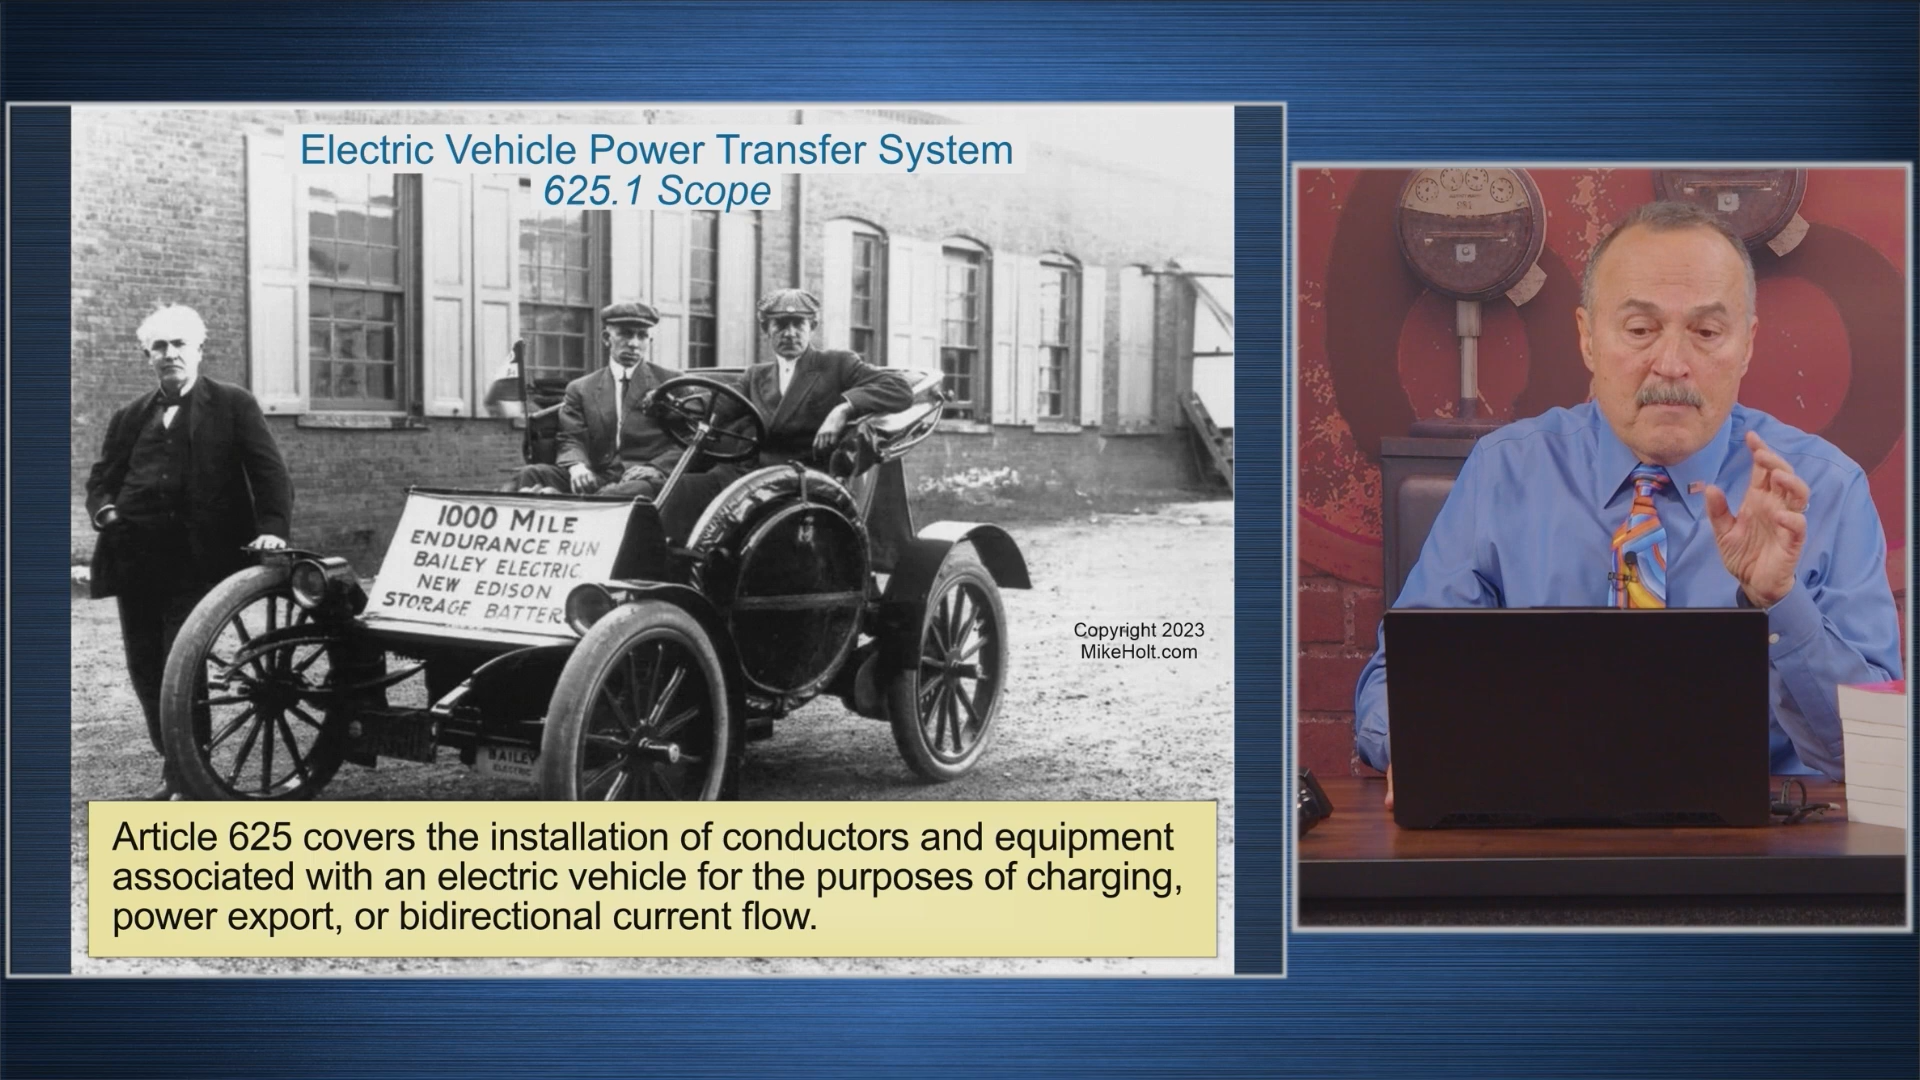 Electric Vehicle Power Transfer System
625.1 Scope
1000 MILE
ENDURANCE RUN
BAILEY ELECTRIC
NEW EDISON
STORAGE BATTER
BAILEY
ELECTRIC
Copyright 2023
MikeHolt.com
Article 625 covers the installation of conductors and equipment
associated with an electric vehicle for the purposes of charging,
power export, or bidirectional current flow.